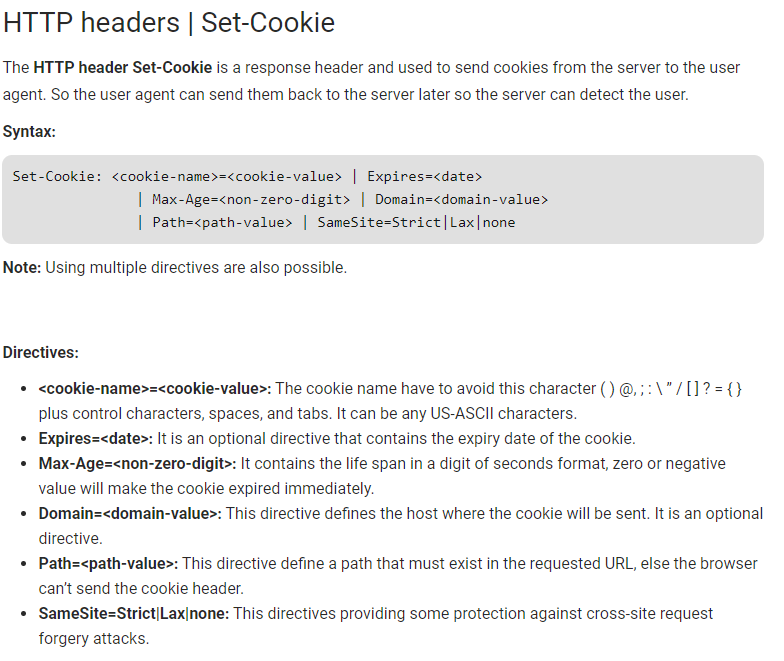 HTTP headers | Set-Cookie
The HTTP header Set-Cookie is a response header and used to send cookies from the server to the user
agent. So the user agent can send them back to the server later so the server can detect the user.
Syntax:
Set-Cookie: <cookie-name>=<cookie-value> | Expires=<date>
| Max-Age=<non-zero-digit> | Domain=<domain-value>
| Path=<path-value> | SameSite=Strict|Lax|none
Note: Using multiple directives are also possible.
Directives:
• <cookie-name>=<cookie-value>: The cookie name have to avoid this character ( ) @, ; : \ ” / [ ] ? = { }
plus control characters, spaces, and tabs. It can be any US-ASCII characters.
• Expires=<date>: It is an optional directive that contains the expiry date of the cookie.
• Max-Age=<non-zero-digit>: It contains the life span in a digit of seconds format, zero or negative
value will make the cookie expired immediately.
• Domain=<domain-value>: This directive defines the host where the cookie will be sent. It is an optional
directive.
• Path=<path-value>: This directive define a path that must exist in the requested URL, else the browser
can’t send the cookie header.
• SameSite=Strict|Lax|none: This directives providing some protection against cross-site request
forgery attacks.